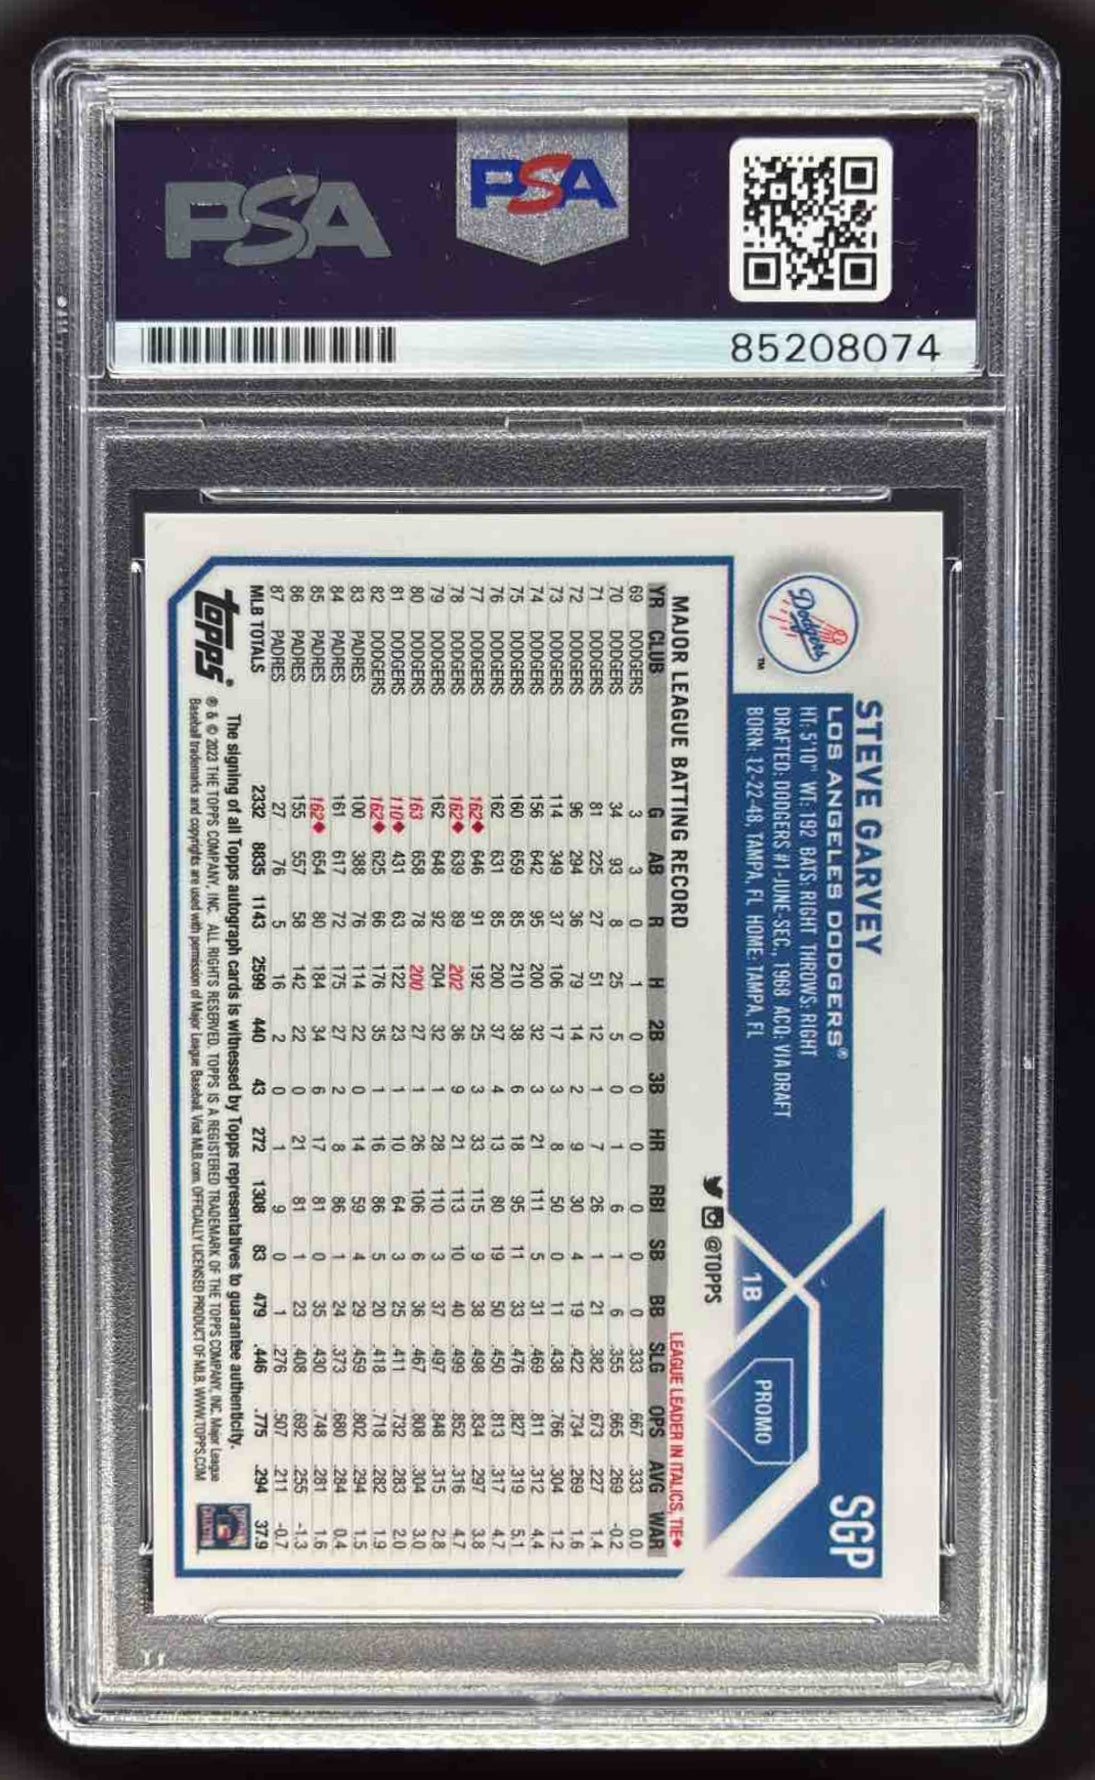 PSA
PSA
85208074
STEVE GARVEY
SGP
LOS ANGELES DODGERS®
HT: 5'10" WT: 192 BATS: RIGHT THROWS: RIGHT
DRAFTED: DODGERS #1-JUNE-SEC., 1968 ACQ: VIA DRAFT
BORN: 12-22-48, TAMPA, FL HOME: TAMPA, FL
1B
PROMO
Dodgers
TM
@TOPPS
MAJOR LEAGUE BATTING RECORD
LEAGUE LEADER IN ITALICS, TIE◆
YR CLUB G AB R H 2B 3B HR RBI SB BB SLG OPS AVG WAR
69 DODGERS 3 3 0 1 0 0 0 0 0 0 .333 .667 .333 0.0
70 DODGERS 34 93 8 25 5 0 1 6 1 6 .355 .665 .269 -0.2
71 DODGERS 81 225 27 51 12 1 7 26 1 21 .382 .673 .227 1.4
72 DODGERS 96 294 36 79 14 2 9 30 4 19 .422 .734 .269 1.6
73 DODGERS 114 349 37 106 17 3 8 50 0 11 .438 .766 .304 1.2
74 DODGERS 156 642 95 200 32 3 21 111 5 31 .469 .811 .312 4.4
75 DODGERS 160 659 85 210 38 6 18 95 11 33 .476 .827 .319 5.1
76 DODGERS 162 631 85 200 37 4 13 80 19 50 .450 .813 .317 4.7
77 DODGERS 162◆ 646 91 192 25 3 33 115 9 38 .498 .834 .297 3.8
78 DODGERS 162◆ 639 89 202 36 9 21 113 10 40 .499 .852 .316 4.7
79 DODGERS 162 648 92 204 32 1 28 110 3 37 .497 .848 .315 2.8
80 DODGERS 163 658 78 200 27 1 26 106 6 36 .467 .808 .304 3.0
81 DODGERS 110◆ 431 63 122 23 1 10 64 3 25 .411 .732 .283 2.0
82 DODGERS 162◆ 625 66 176 35 1 16 86 5 20 .418 .718 .282 1.9
83 PADRES 100 388 76 114 22 0 14 59 4 29 .459 .802 .294 1.5
84 PADRES 161 617 72 175 27 2 8 86 1 24 .373 .680 .284 0.4
85 PADRES 162◆ 654 80 184 34 6 17 81 0 35 .430 .748 .281 1.6
86 PADRES 155 557 58 142 22 0 21 81 1 23 .408 .692 .255 -1.3
87 PADRES 27 76 5 16 2 0 1 9 0 1 .276 .507 .211 -0.7
MLB TOTALS 2332 8835 1143 2599 440 43 272 1308 83 479 .446 .775 .294 37.9
The signing of all Topps autograph cards is witnessed by Topps representatives to guarantee authenticity.
topps®
® & © 2023 THE TOPPS COMPANY, INC. ALL RIGHTS RESERVED. TOPPS IS A REGISTERED TRADEMARK OF THE TOPPS COMPANY, INC. Major League
Baseball trademarks and copyrights are used with permission of Major League Baseball. Visit MLB.com. OFFICIALLY LICENSED PRODUCT OF MLB. WWW.TOPPS.COM
PSA